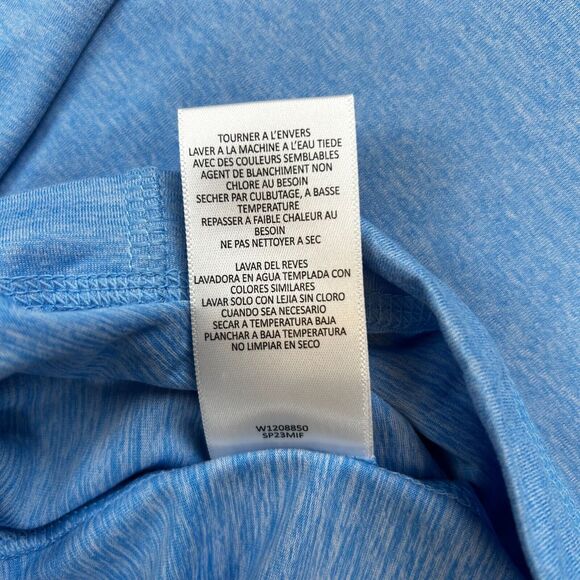 TOURNER A L'ENVERS
LAVER A LA MACHINE A L'EAU TIEDE
AVEC DES COULEURS SEMBLABLES
AGENT DE BLANCHIMENT NON
CHLORE AU BESOIN
SECHER PAR CULBUTAGE, A BASSE
TEMPERATURE
REPASSER A FAIBLE CHALEUR AU
BESOIN
NE PAS NETTOYER A SEC
LAVAR DEL REVES
LAVADORA EN AGUA TEMPLADA CON
COLORES SIMILARES
LAVAR SOLO CON LEJIA SIN CLORO
CUANDO SEA NECESARIO
SECAR A TEMPERATURA BAJA
PLANCHAR A BAJA TEMPERATURA
NO LIMPIAR EN SECO
W1208850
SP23MIF